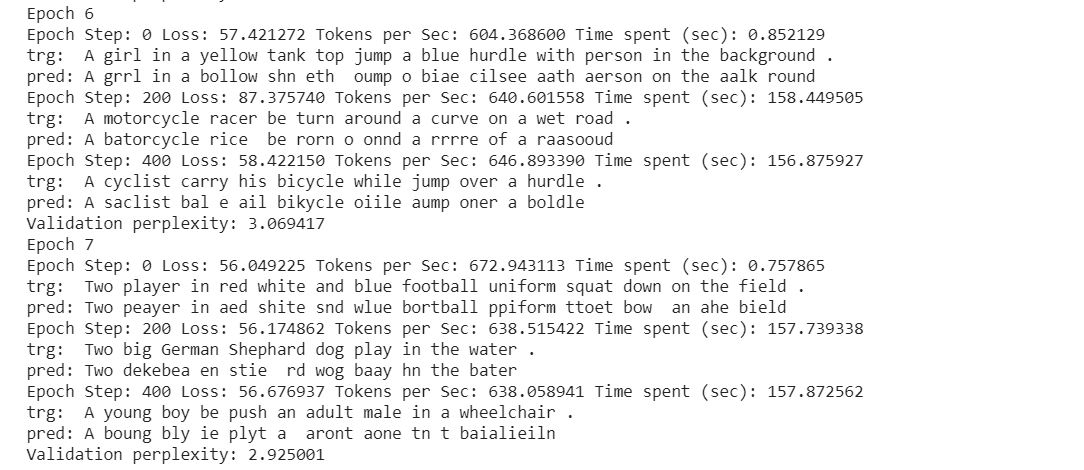 Epoch 6
Epoch Step: 0 Loss: 57.421272 Tokens per Sec: 604.368600 Time spent (sec): 0.852129
trg:  A girl in a yellow tank top jump a blue hurdle with person in the background .
pred: A grrl in a bollow shn eth  oump o biae cilsee aath aerson on the aalk round
Epoch Step: 200 Loss: 87.375740 Tokens per Sec: 640.601558 Time spent (sec): 158.449505
trg:  A motorcycle racer be turn around a curve on a wet road .
pred: A batorcycle rice  be rorn o onnd a rrrre of a raasooud
Epoch Step: 400 Loss: 58.422150 Tokens per Sec: 646.893390 Time spent (sec): 156.875927
trg:  A cyclist carry his bicycle while jump over a hurdle .
pred: A saclist bal e ail bikycle oiile aump oner a boldle
Validation perplexity: 3.069417
Epoch 7
Epoch Step: 0 Loss: 56.049225 Tokens per Sec: 672.943113 Time spent (sec): 0.757865
trg:  Two player in red white and blue football uniform squat down on the field .
pred: Two peayer in aed shite snd wlue bortball ppiform ttoet bow  an ahe bield
Epoch Step: 200 Loss: 56.174862 Tokens per Sec: 638.515422 Time spent (sec): 157.739338
trg:  Two big German Shephard dog play in the water .
pred: Two dekebea en stie  rd wog baay hn the bater
Epoch Step: 400 Loss: 56.676937 Tokens per Sec: 638.058941 Time spent (sec): 157.872562
trg:  A young boy be push an adult male in a wheelchair .
pred: A boung bly ie plyt a  aront aone tn t baialieiln
Validation perplexity: 2.925001